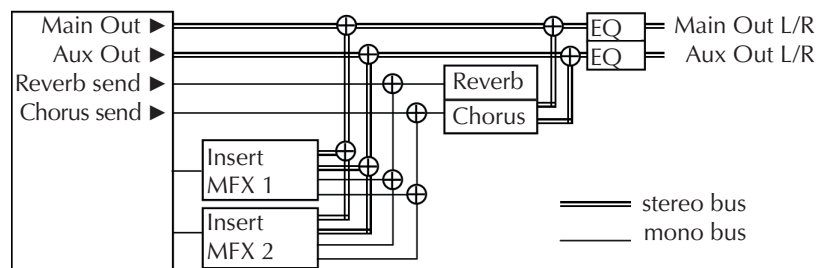 Main Out ► EQ Main Out L/R
Aux Out ► EQ Aux Out L/R
Reverb send ► Reverb
Chorus send ► Chorus
Insert
MFX 1
Insert
MFX 2
stereo bus
mono bus